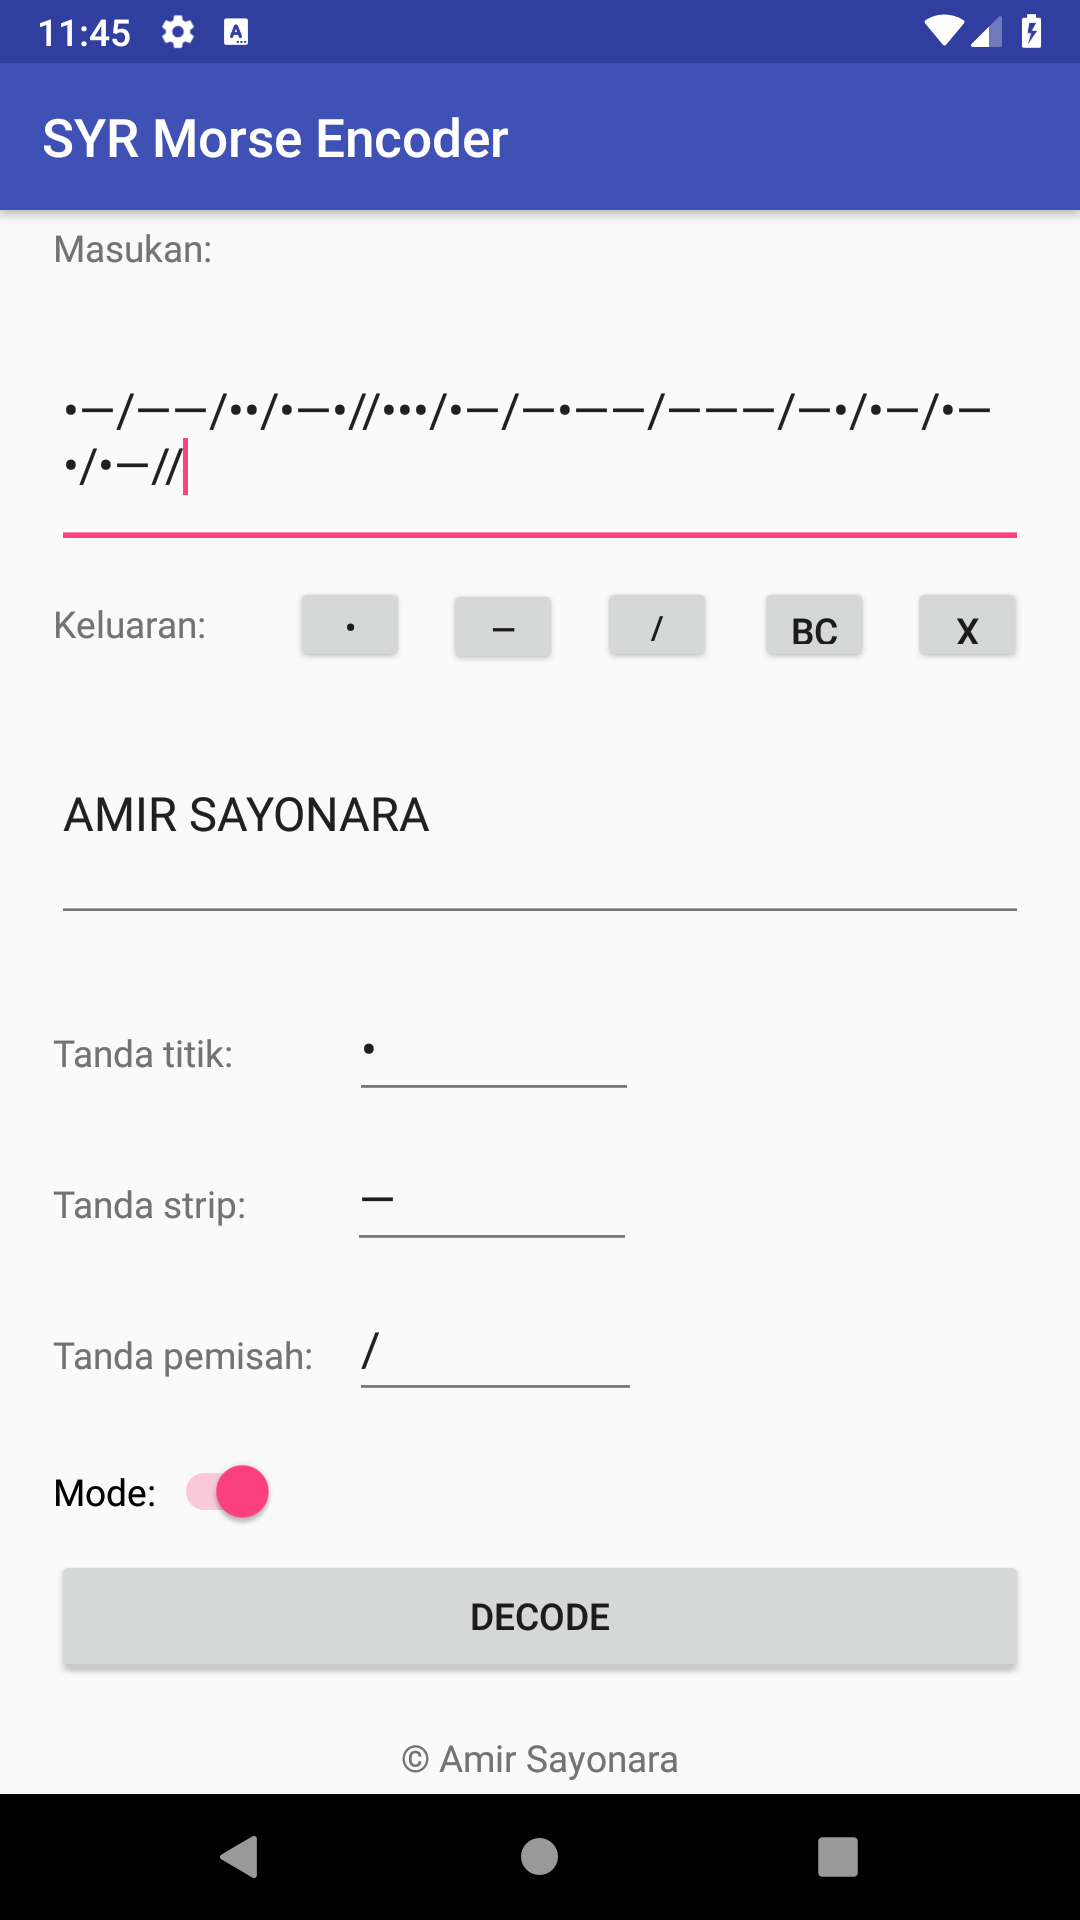 11:45
SYR Morse Encoder
Masukan:
•—/——/••/•—•//•••/•—/—•——/———/—•/•—/•—
•/•—//
Keluaran: • — / BC X
AMIR SAYONARA
Tanda titik: •
Tanda strip: —
Tanda pemisah: /
Mode:
DECODE
© Amir Sayonara